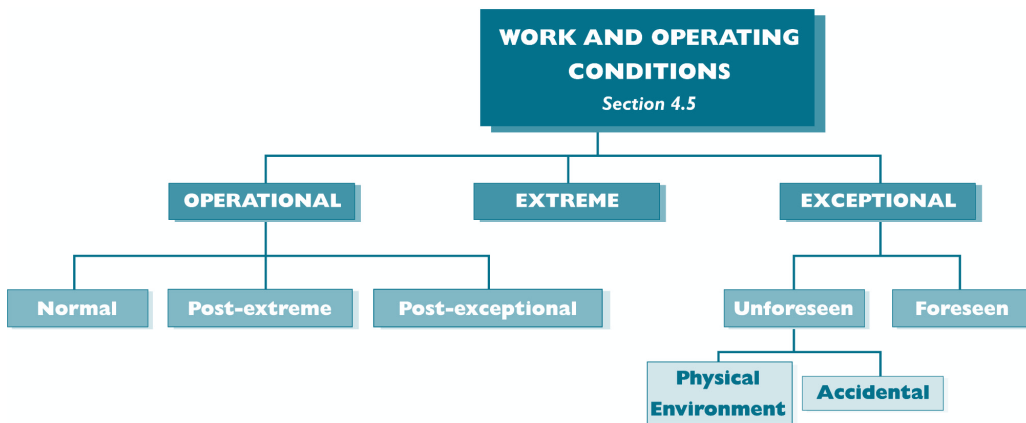 WORK AND OPERATING
CONDITIONS
Section 4.5
OPERATIONAL
EXTREME
EXCEPTIONAL
Normal
Post-extreme
Post-exceptional
Unforeseen
Foreseen
Physical
Environment
Accidental